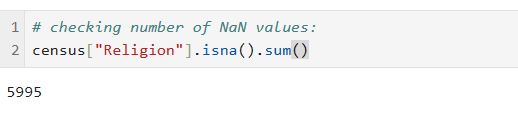 1 # checking number of NaN values:
2 census["Religion"].isna().sum()
5995